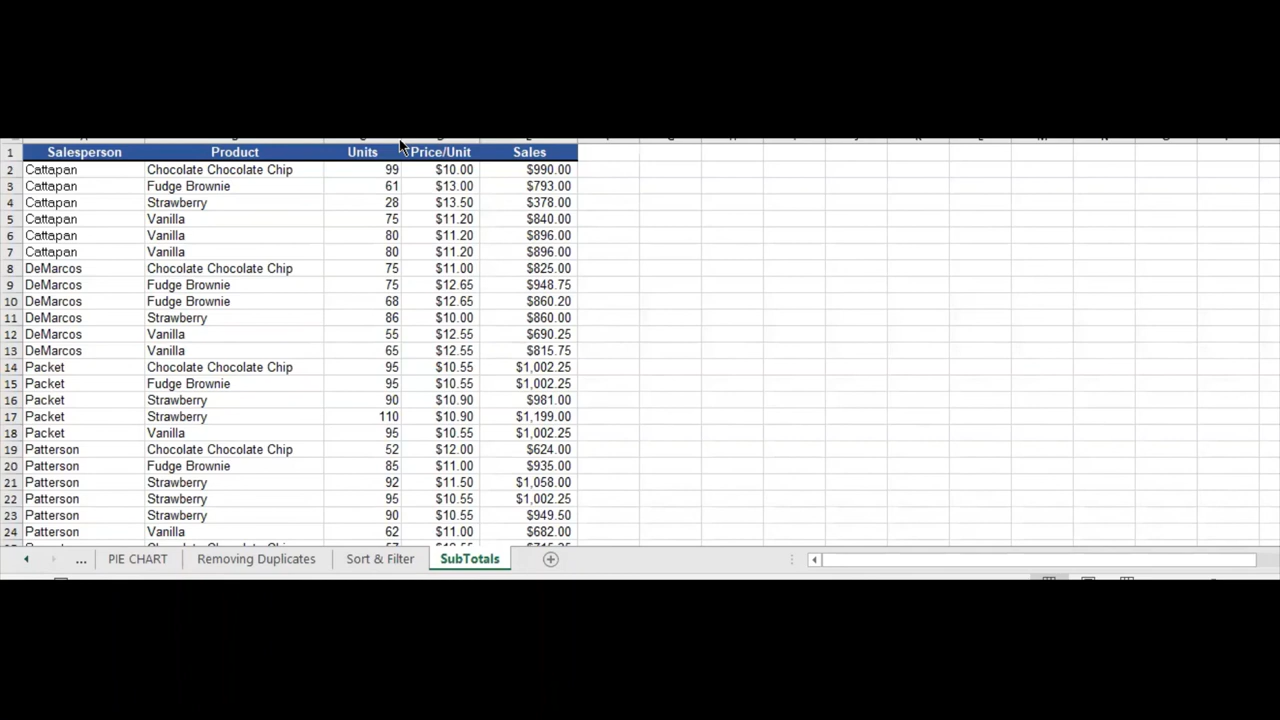 1 Salesperson Product Units Price/Unit Sales
2 Cattapan Chocolate Chocolate Chip 99 $10.00 $990.00
3 Cattapan Fudge Brownie 61 $13.00 $793.00
4 Cattapan Strawberry 28 $13.50 $378.00
5 Cattapan Vanilla 75 $11.20 $840.00
6 Cattapan Vanilla 80 $11.20 $896.00
7 Cattapan Vanilla 80 $11.20 $896.00
8 DeMarcos Chocolate Chocolate Chip 75 $11.00 $825.00
9 DeMarcos Fudge Brownie 75 $12.65 $948.75
10 DeMarcos Fudge Brownie 68 $12.65 $860.20
11 DeMarcos Strawberry 86 $10.00 $860.00
12 DeMarcos Vanilla 55 $12.55 $690.25
13 DeMarcos Vanilla 65 $12.55 $815.75
14 Packet Chocolate Chocolate Chip 95 $10.55 $1,002.25
15 Packet Fudge Brownie 95 $10.55 $1,002.25
16 Packet Strawberry 90 $10.90 $981.00
17 Packet Strawberry 110 $10.90 $1,199.00
18 Packet Vanilla 95 $10.55 $1,002.25
19 Patterson Chocolate Chocolate Chip 52 $12.00 $624.00
20 Patterson Fudge Brownie 85 $11.00 $935.00
21 Patterson Strawberry 92 $11.50 $1,058.00
22 Patterson Strawberry 95 $10.55 $1,002.25
23 Patterson Strawberry 90 $10.55 $949.50
24 Patterson Vanilla 62 $11.00 $682.00
... PIE CHART Removing Duplicates Sort & Filter SubTotals